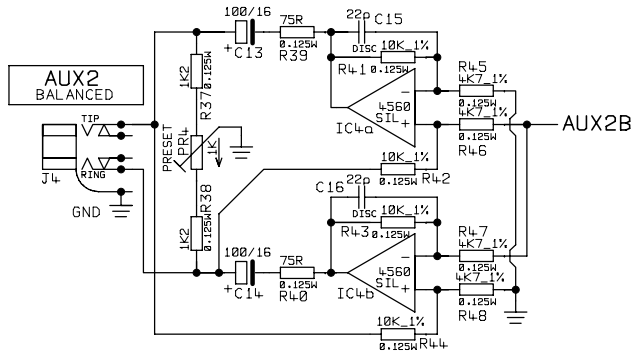 100/16
+C13
75R
0.125W
R39
22p
C15
DISC
10K_1%
R41
0.125W
R45
4K7_1%
0.125W
4K7_1%
0.125W
R46
4560
SIL
-
+
IC4a
AUX2B
AUX2
BALANCED
1K2
0.125W
R37
TIP
RING
J4
GND
PRESET
PR4
1K
10K_1%
0.125W
R42
C16
22p
DISC
10K_1%
R43
0.125W
R38
1K2
0.125W
100/16
+C14
75R
0.125W
R40
R47
4K7_1%
0.125W
4K7_1%
0.125W
R48
4560
SIL
-
+
IC4b
10K_1%
0.125W
R44